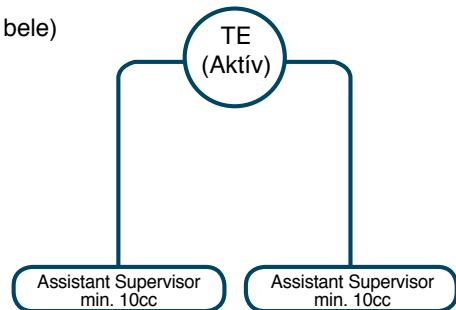 bele)
TE
(Aktív)
Assistant Supervisor
min. 10cc
Assistant Supervisor
min. 10cc